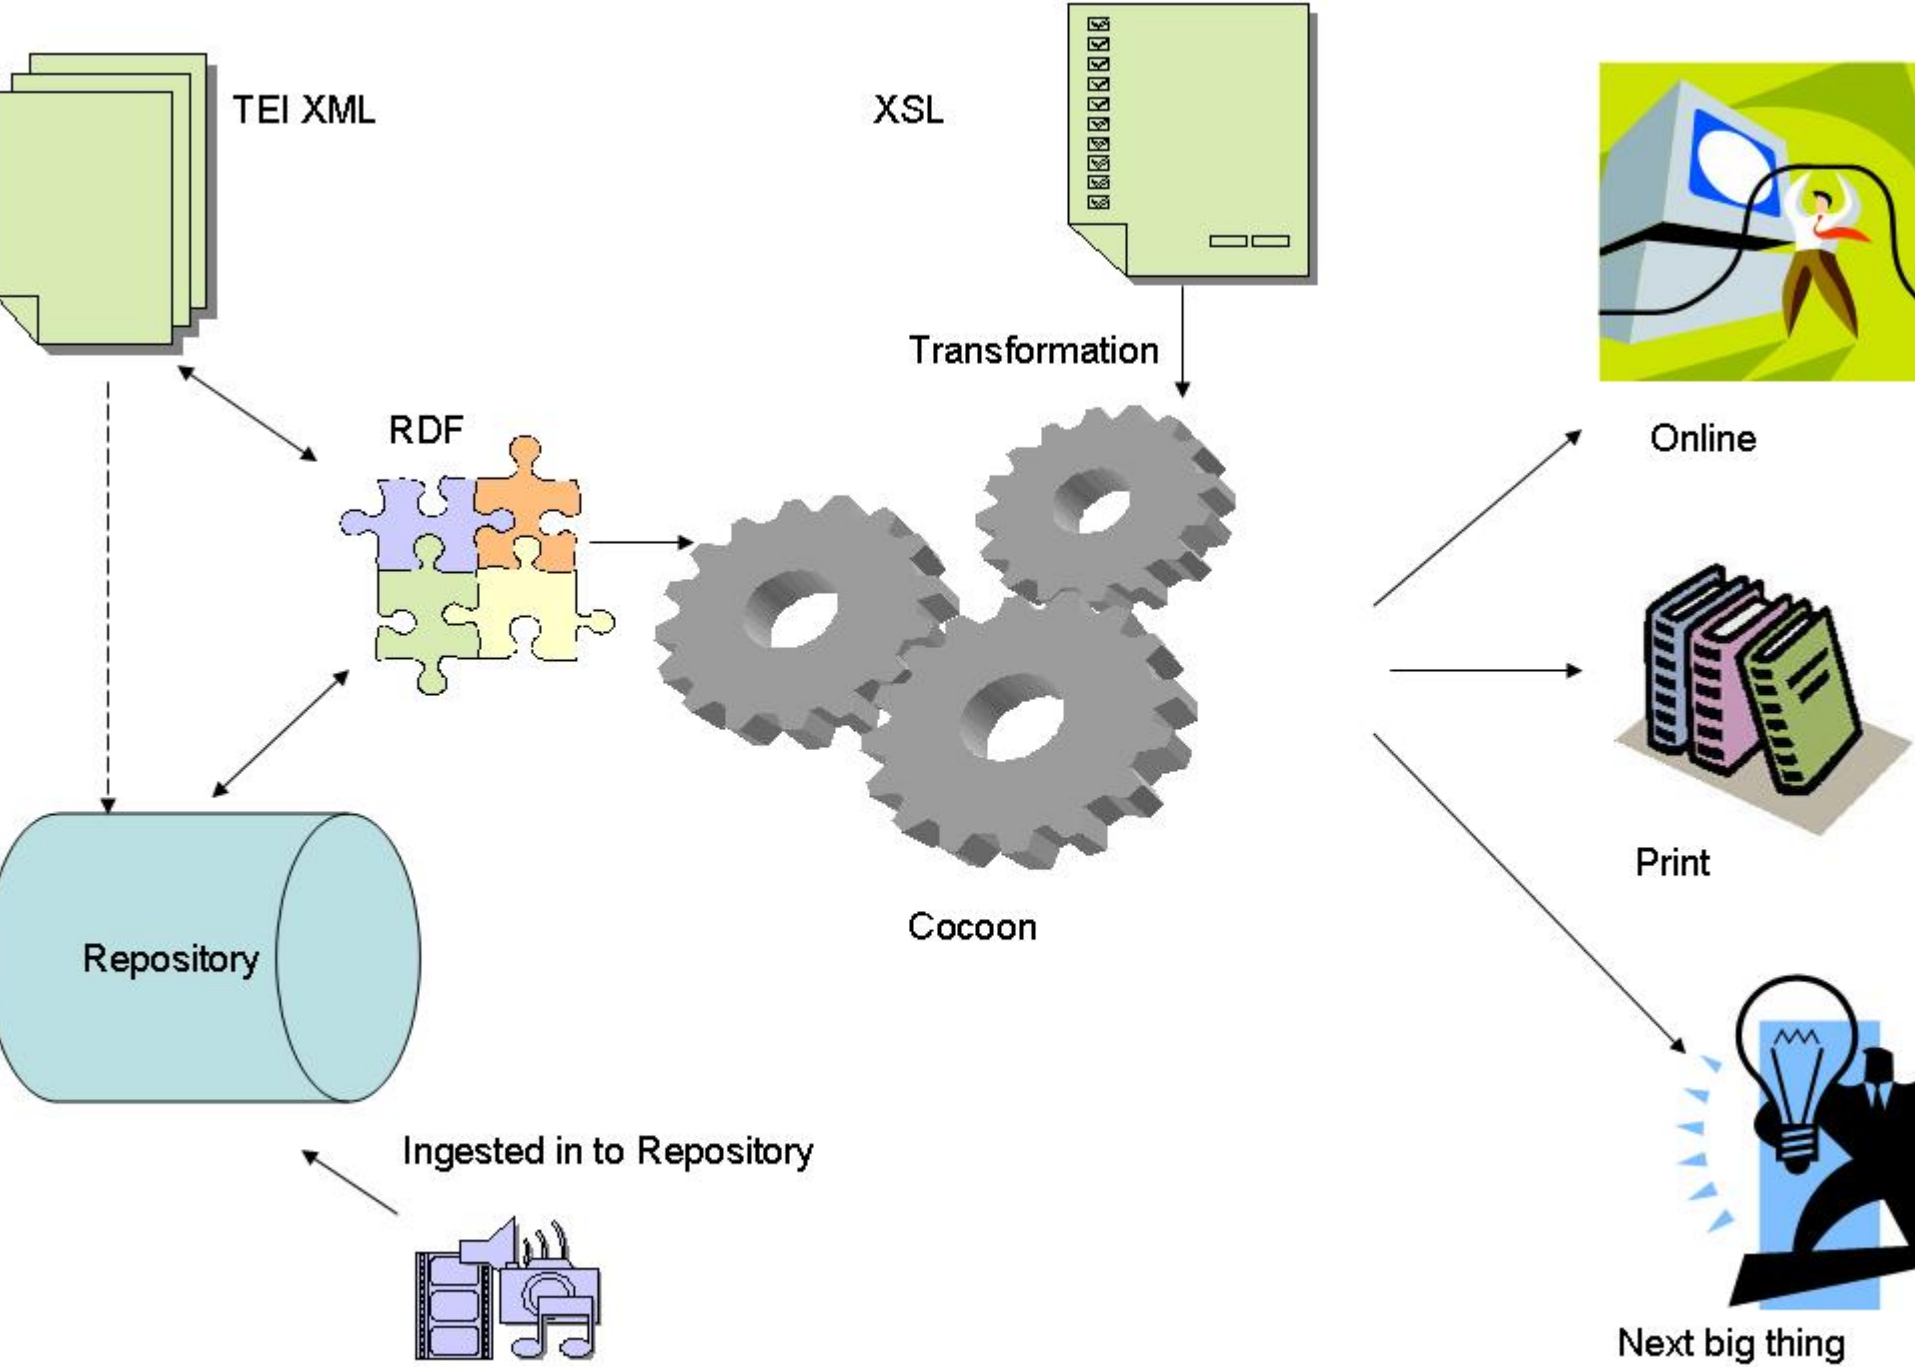 TEI XML
XSL
Transformation
RDF
Online
Print
Cocoon
Repository
Ingested in to Repository
Next big thing